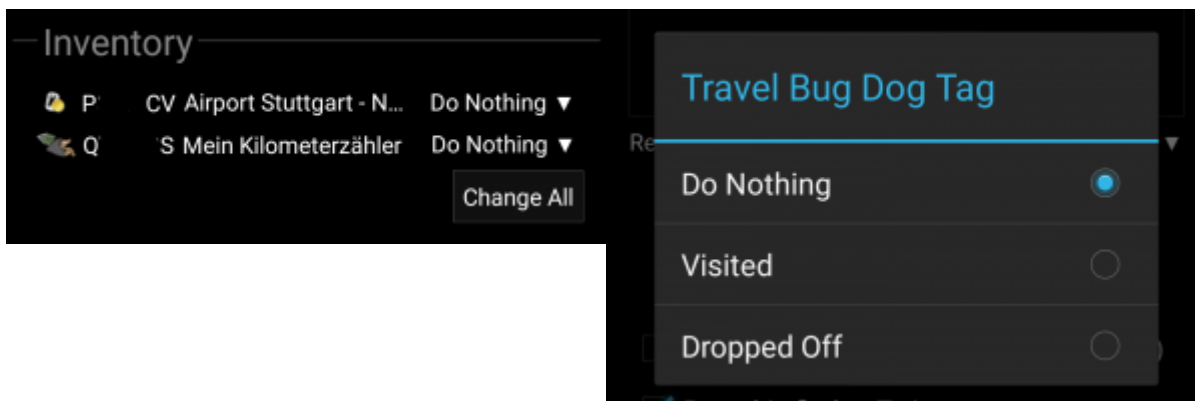 Inventory
P CV Airport Stuttgart - N... Do Nothing ▼
Q S Mein Kilometerzähler Do Nothing ▼
Change All
Travel Bug Dog Tag
Re
Do Nothing
Visited
Dropped Off